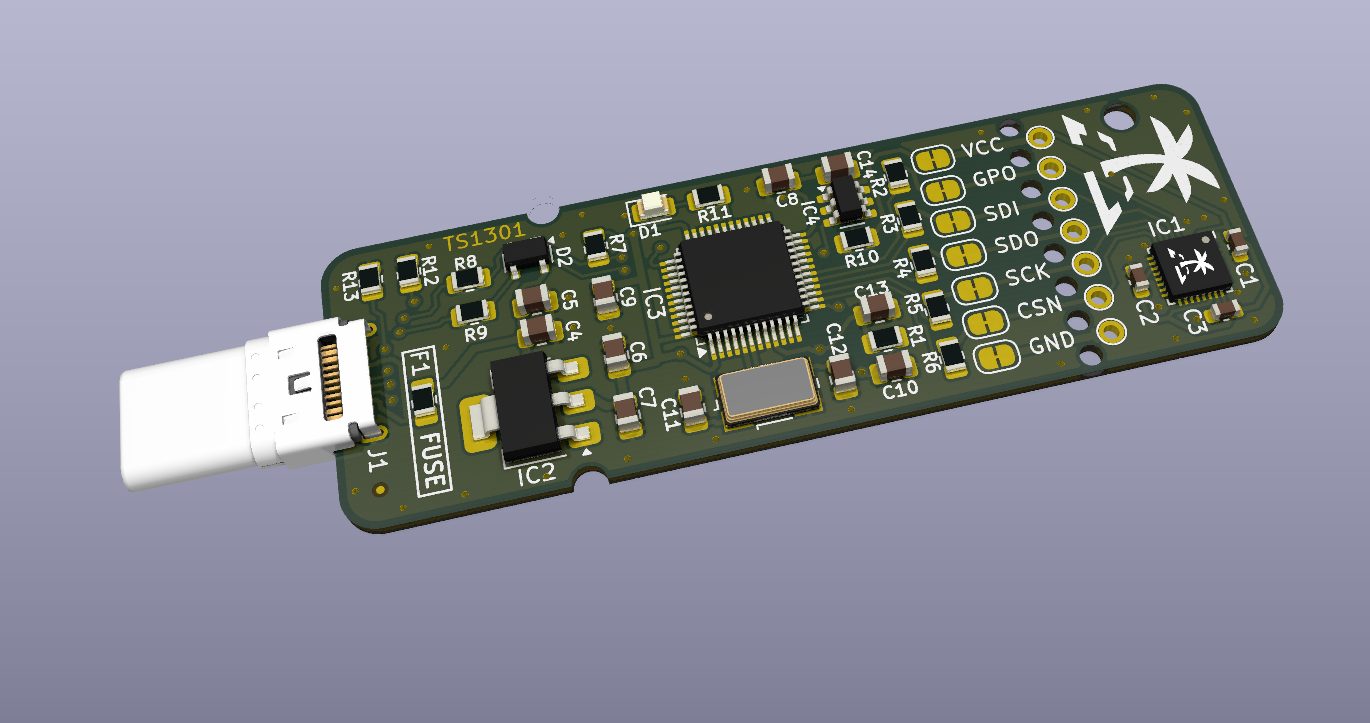 TS1301
R13
R12
R8
R9
D2
R7
D1
R11
C8
C14
IC4
R2
R10
R3
R4
R5
R6
VCC
GPO
SDI
SDO
SCK
CSN
GND
IC1
C1
C2
C3
C5
C4
C9
C6
C7
IC3
C11
C12
C13
R1
C10
F1
FUSE
J1
IC2